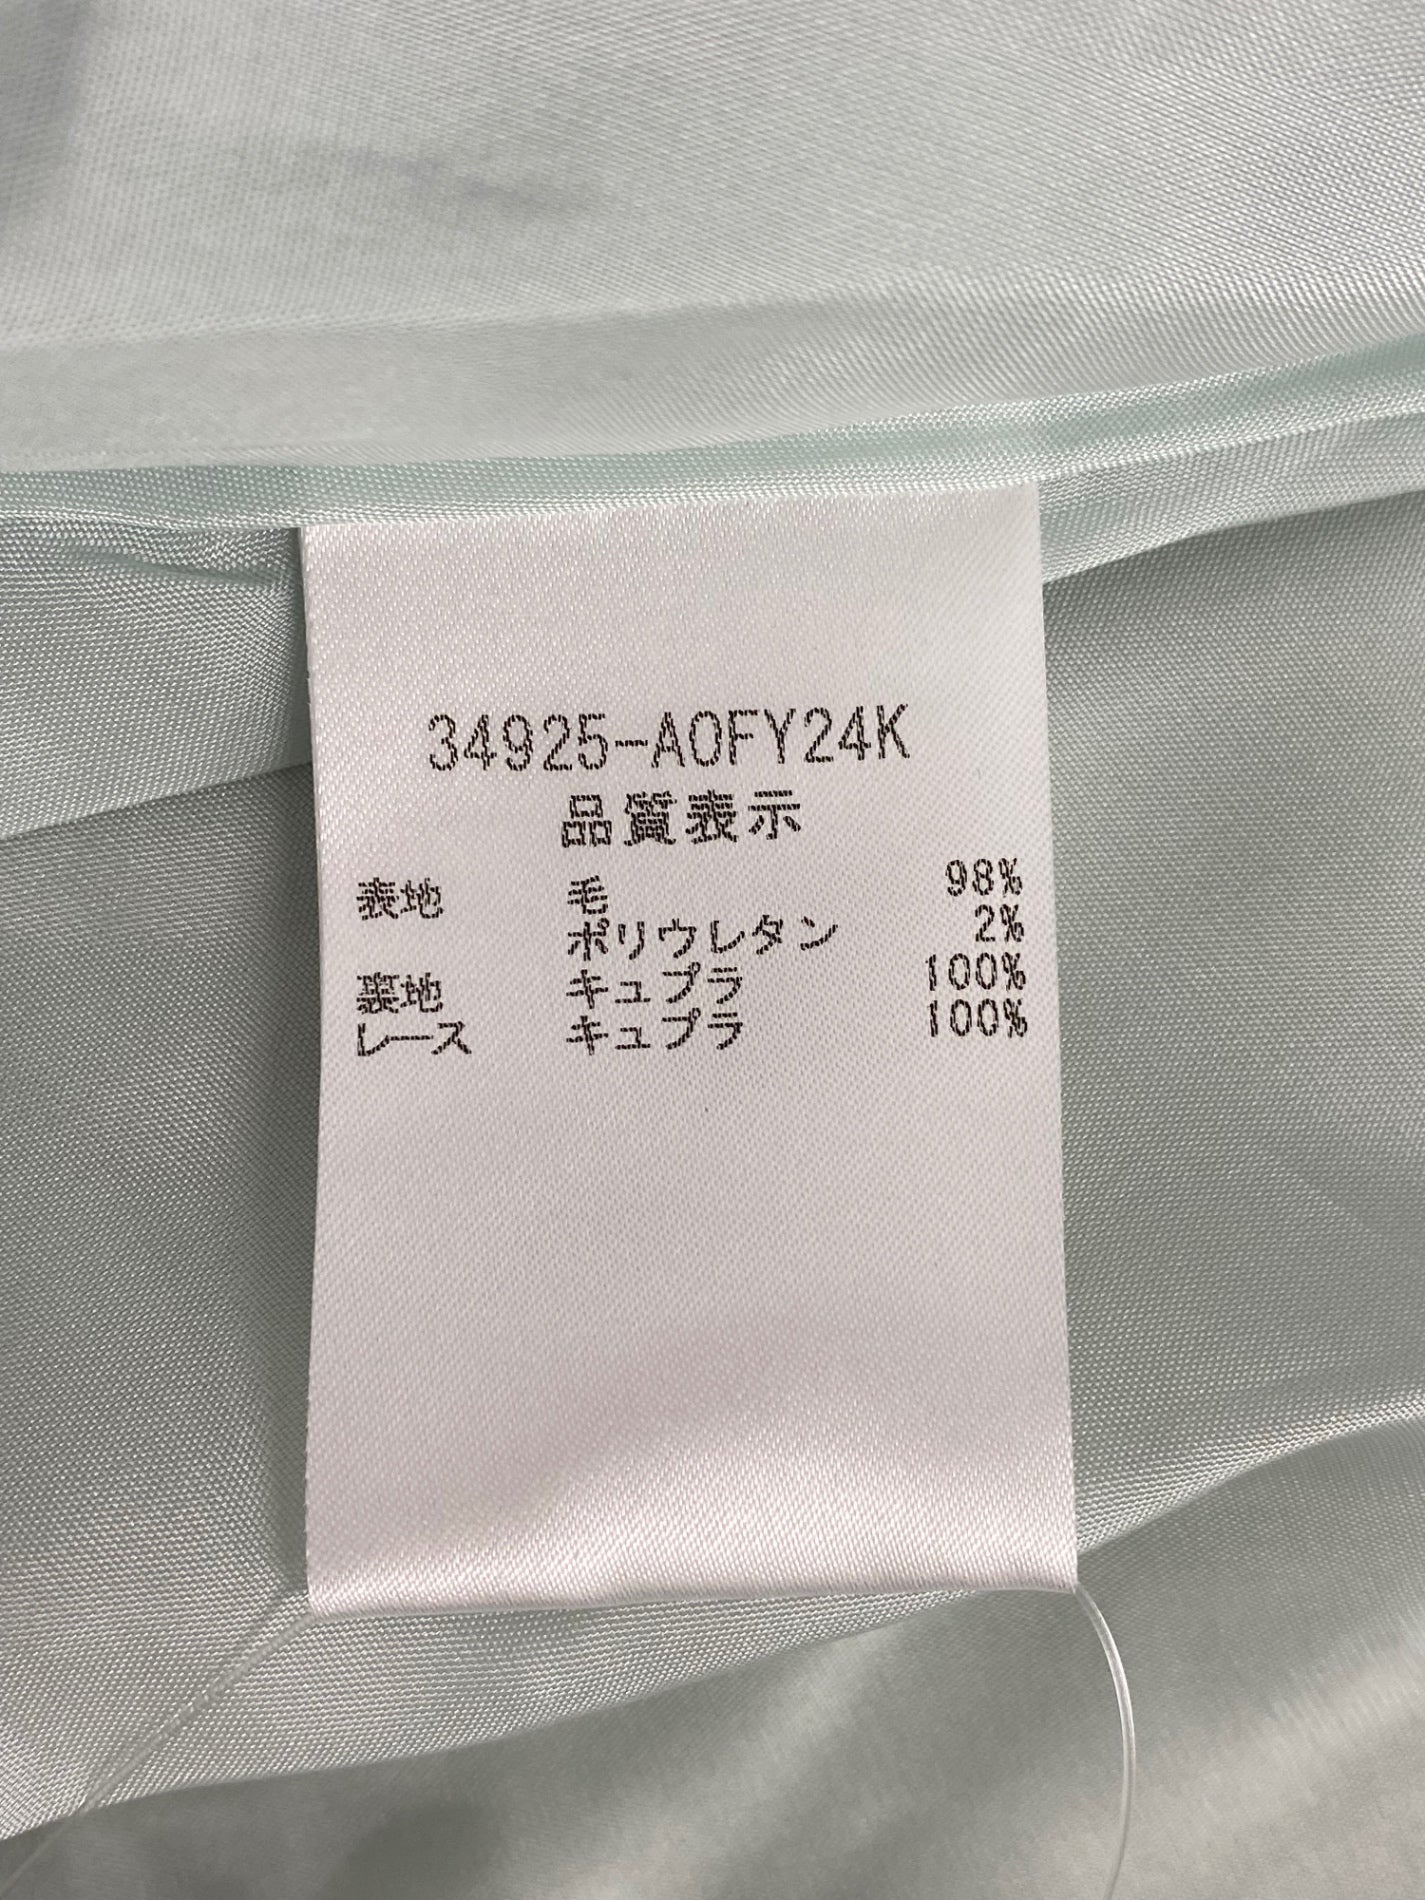 34925-A0FY24K
品質表示
表地 毛 98%
ポリウレタン 2%
裏地 キュプラ 100%
レース キュプラ 100%